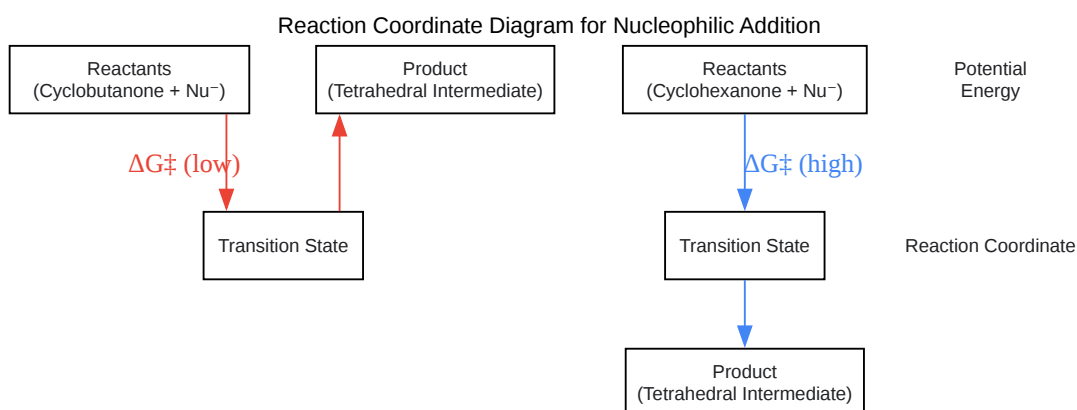 Reaction Coordinate Diagram for Nucleophilic Addition
Reactants
(Cyclobutanone + Nu⁻)
Product
(Tetrahedral Intermediate)
Reactants
(Cyclohexanone + Nu⁻)
Potential
Energy
ΔG‡ (low)
ΔG‡ (high)
Transition State
Transition State
Reaction Coordinate
Product
(Tetrahedral Intermediate)